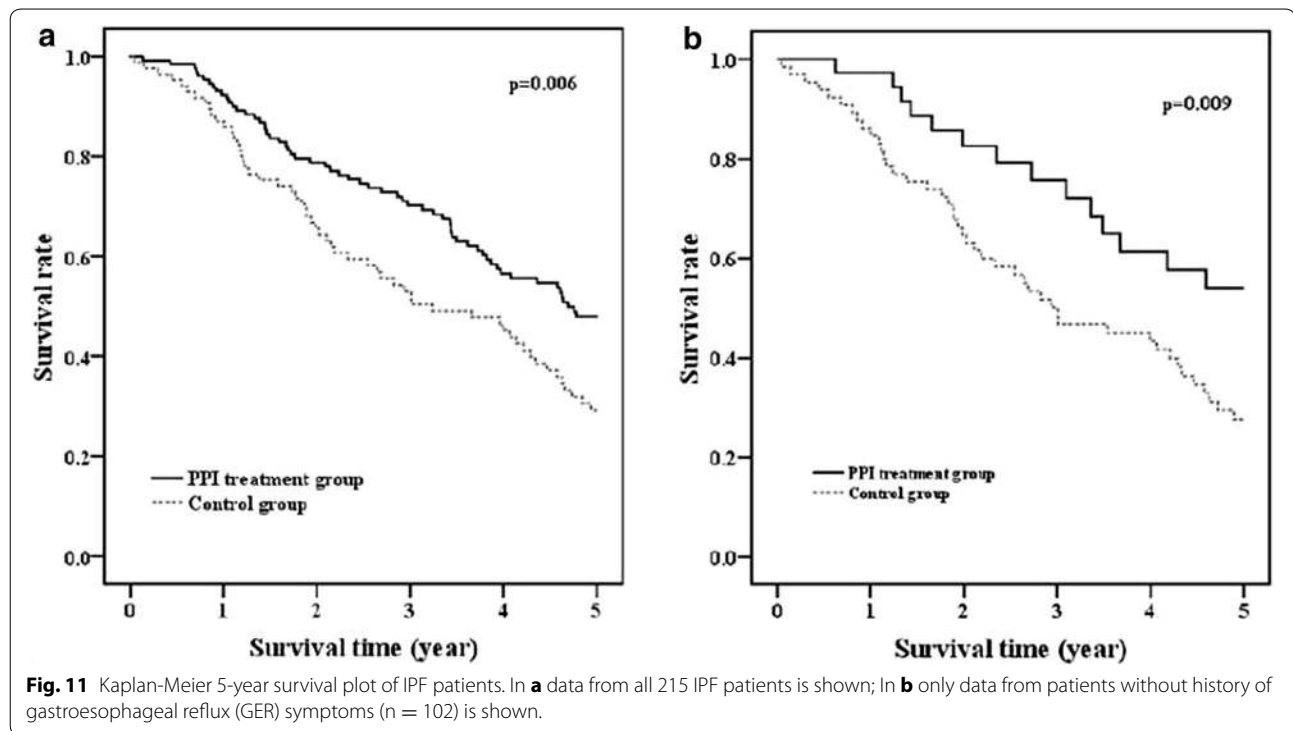 a
1.0
0.8
0.6
0.4
0.2
0.0
Survival rate
p=0.006
PPI treatment group
Control group
0 1 2 3 4 5
Survival time (year)
b
1.0
0.8
0.6
0.4
0.2
0.0
Survival rate
p=0.009
PPI treatment group
Control group
0 1 2 3 4 5
Survival time (year)
Fig. 11 Kaplan-Meier 5-year survival plot of IPF patients. In a data from all 215 IPF patients is shown; In b only data from patients without history of
gastroesophageal reflux (GER) symptoms (n = 102) is shown.